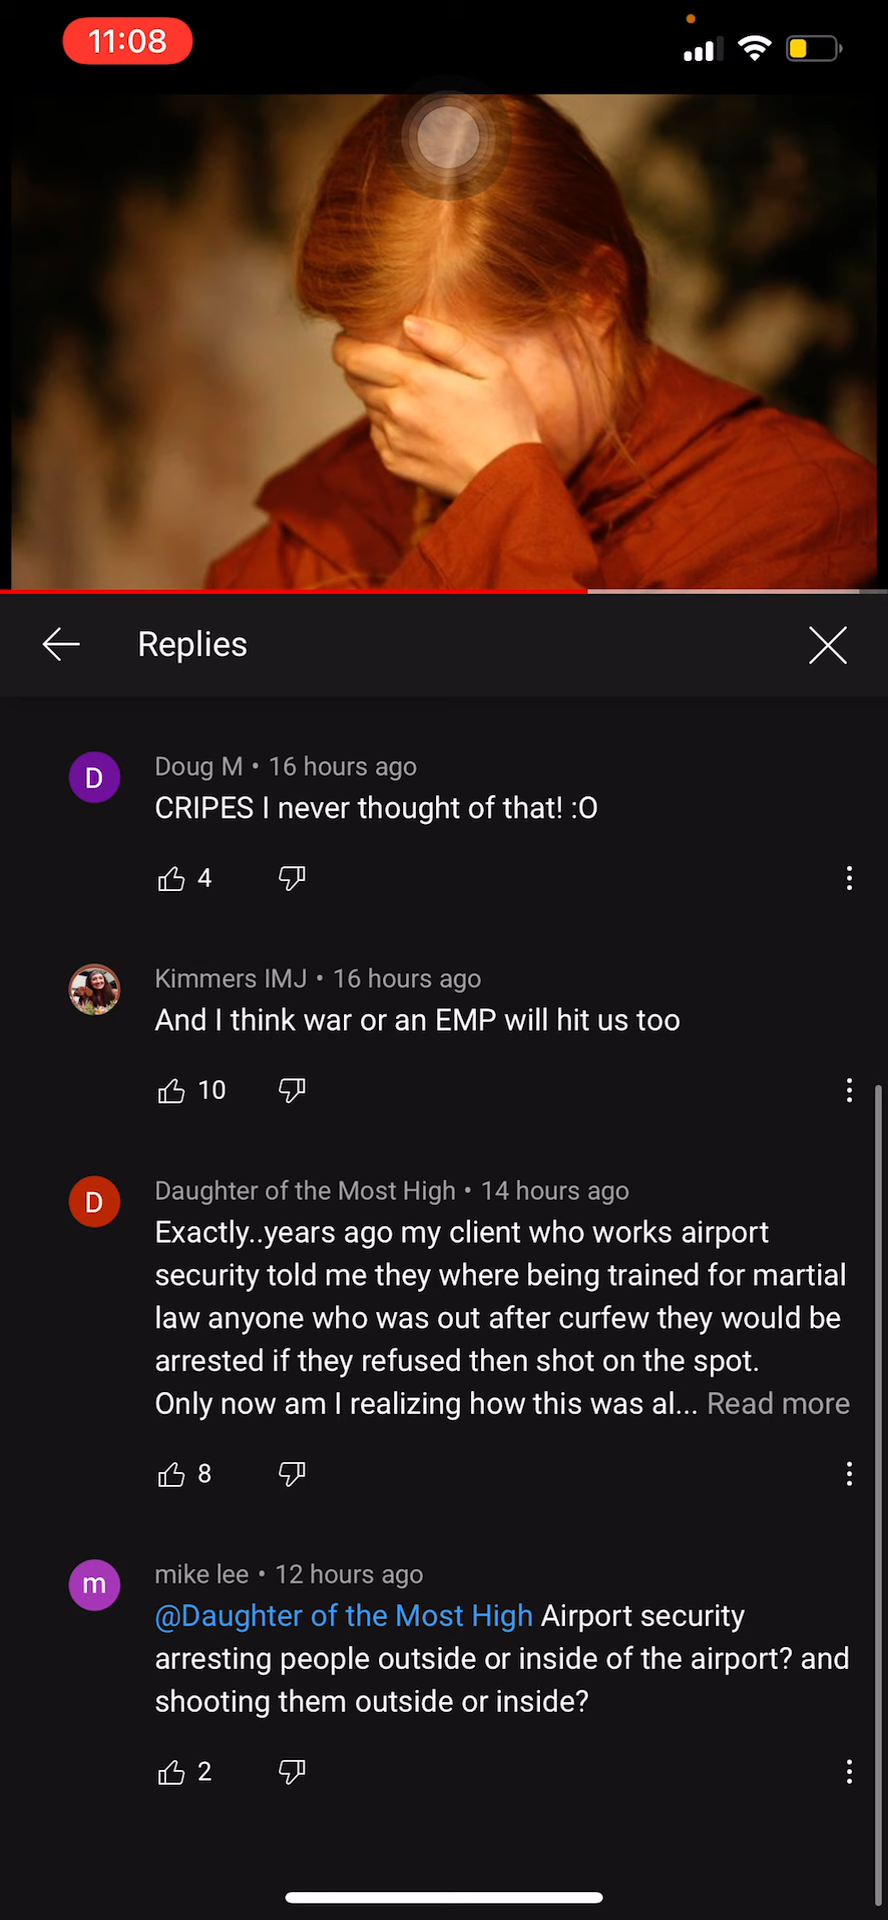 11:08
Replies
D
Doug M • 16 hours ago
CRIPES I never thought of that! :O
4
Kimmers IMJ • 16 hours ago
And I think war or an EMP will hit us too
10
D
Daughter of the Most High • 14 hours ago
Exactly..years ago my client who works airport
security told me they where being trained for martial
law anyone who was out after curfew they would be
arrested if they refused then shot on the spot.
Only now am I realizing how this was al... Read more
8
m
mike lee • 12 hours ago
@Daughter of the Most High Airport security
arresting people outside or inside of the airport? and
shooting them outside or inside?
2